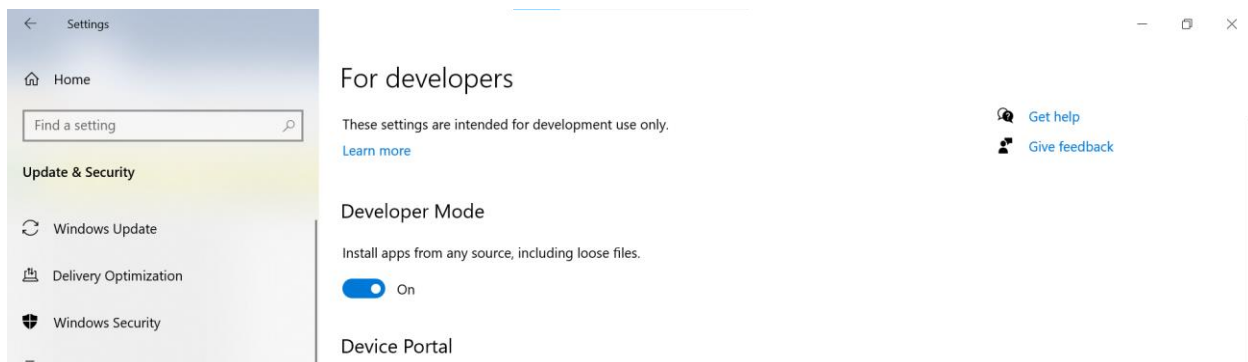 Settings
Home
Find a setting
Update & Security
Windows Update
Delivery Optimization
Windows Security
For developers
These settings are intended for development use only.
Learn more
Developer Mode
Install apps from any source, including loose files.
On
Device Portal
Get help
Give feedback